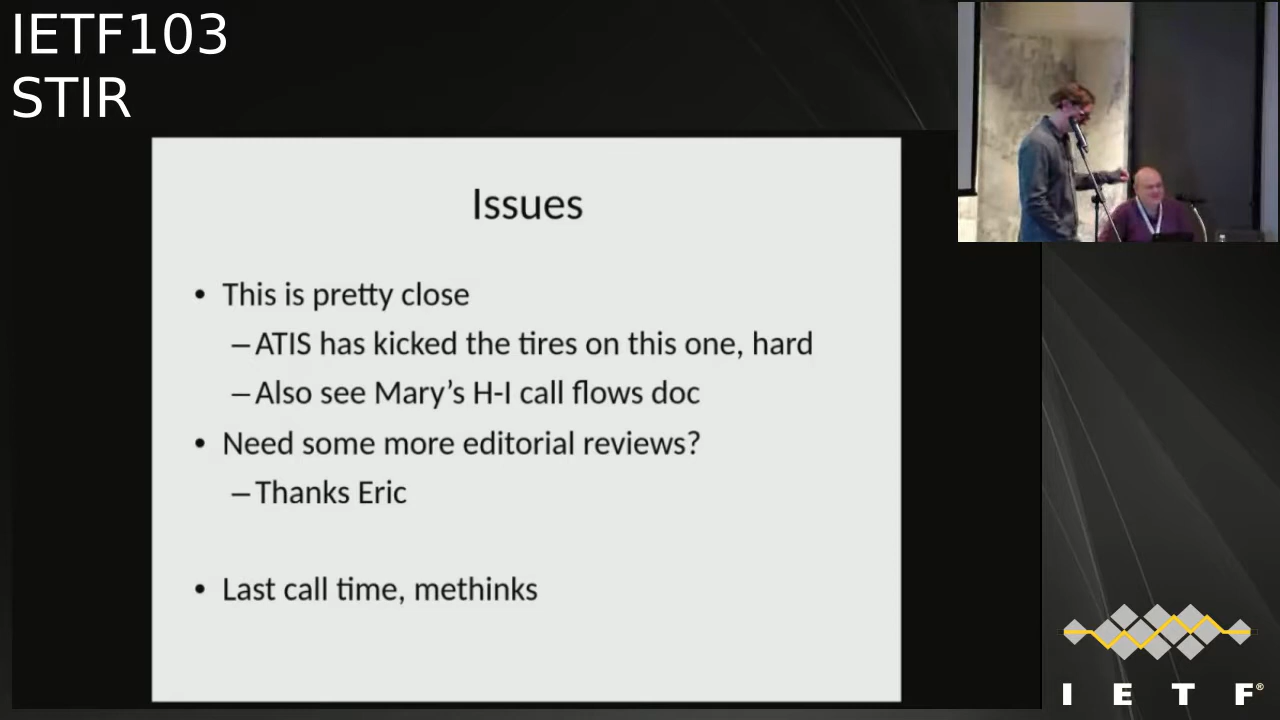 IETF103
STIR
Issues
• This is pretty close
– ATIS has kicked the tires on this one, hard
– Also see Mary’s H-I call flows doc
• Need some more editorial reviews?
– Thanks Eric
• Last call time, methinks
I E T F®